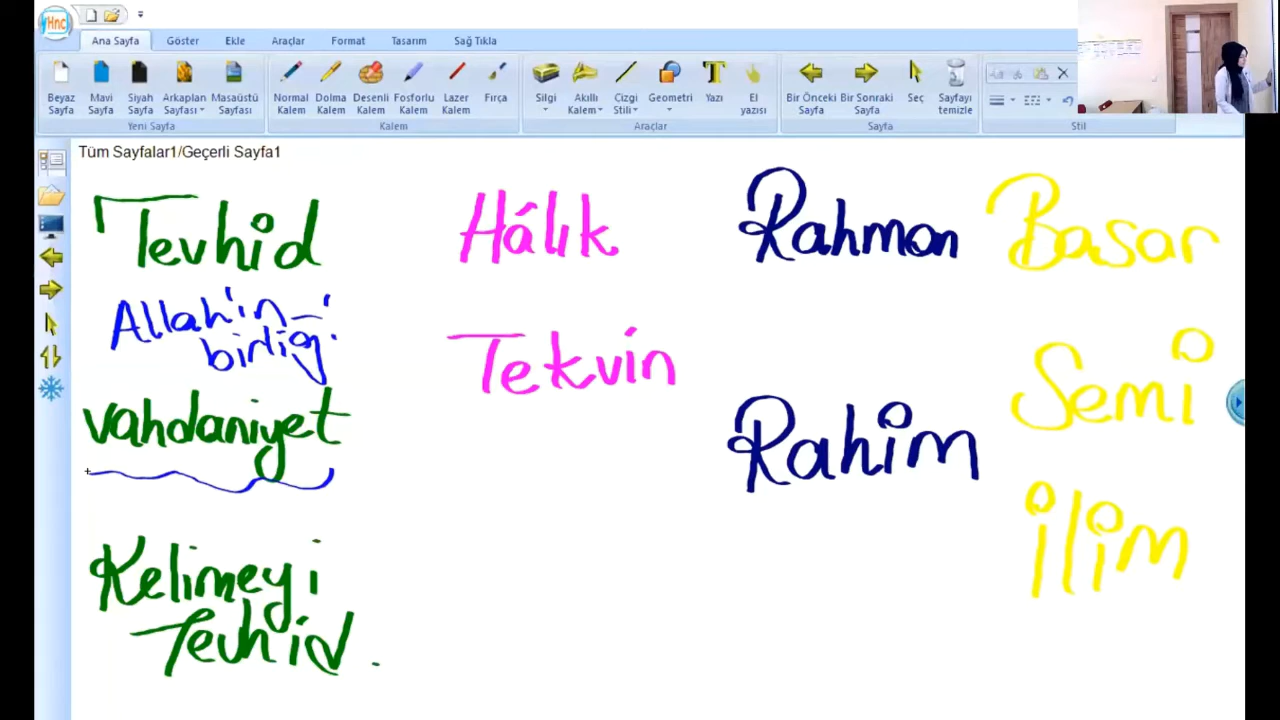 Hnc
Ana Sayfa Göster Ekle Araçlar Format Tasarım Sağ Tıkla
Beyaz Sayfa
Mavi Sayfa
Siyah Sayfa
Arkaplan Sayfası
Masaüstü Sayfası
Yeni Sayfa
Normal Kalem
Dolma Kalem
Desenli Kalem
Fosforlu Kalem
Lazer Kalem
Fırça
Kalem
Silgi
Akıllı Kalem
Çizgi Stili
Geometri
Yazı
El yazısı
Araçlar
Bir Önceki Sayfa
Bir Sonraki Sayfa
Seç
Sayfayı temizle
Sayfa
Stil
Tüm Sayfalar1/Geçerli Sayfa1
Tevhid
Allah'ın
birliği
vahdaniyet
Kelimeyi
Tevhid.
Hálık
Tekvin
Rahman
Rahim
Basar
Semi
ilim